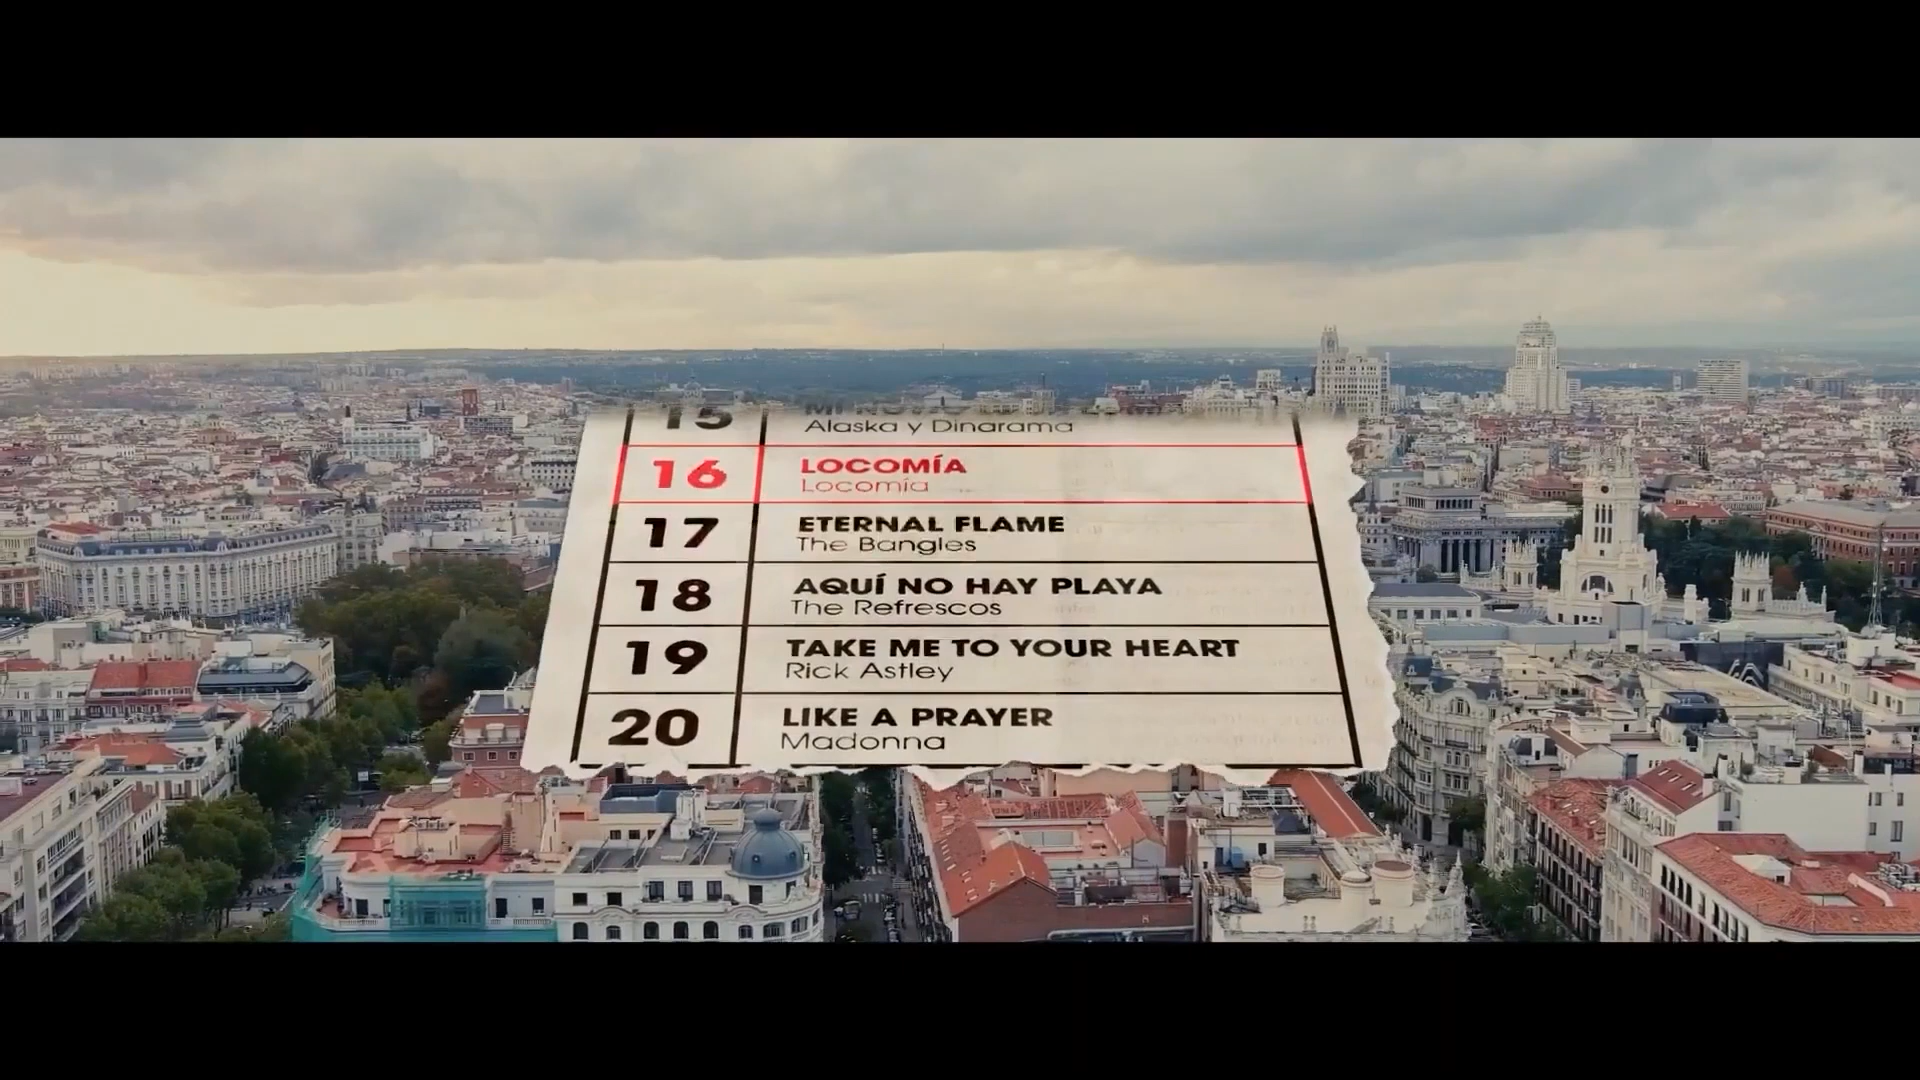 15
Alaska y Dinarama
16
LOCOMÍA
Locomía
17
ETERNAL FLAME
The Bangles
18
AQUÍ NO HAY PLAYA
The Refrescos
19
TAKE ME TO YOUR HEART
Rick Astley
20
LIKE A PRAYER
Madonna